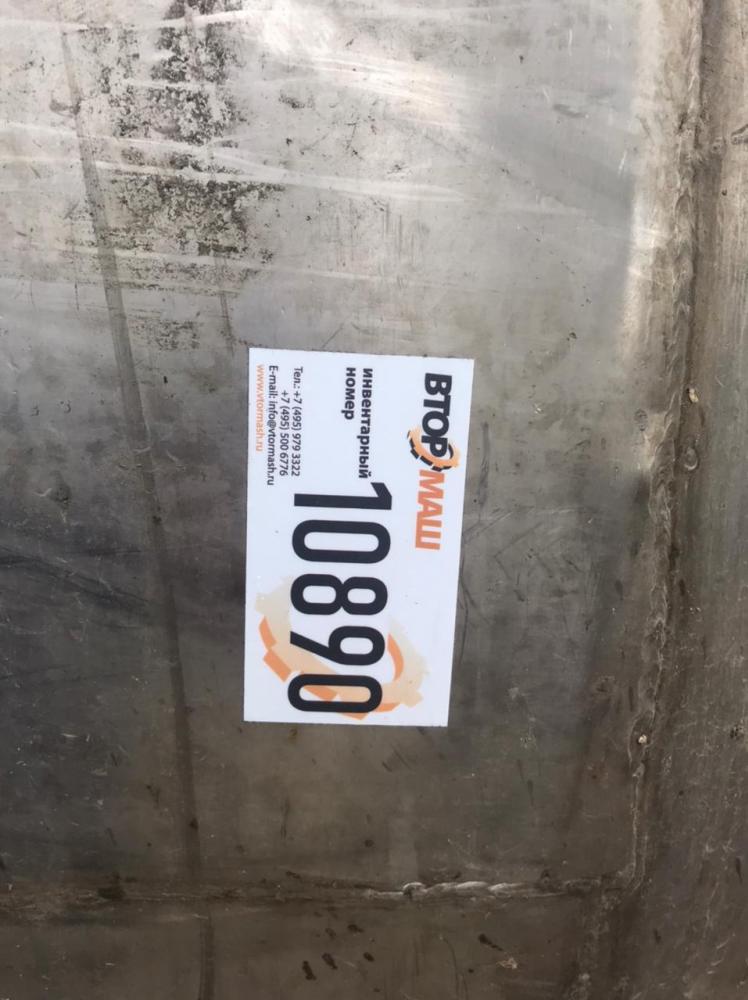 ВТОРМАШ
инвентарный
номер
10890
Тел.: +7 (495) 979 3322
+7 (495) 500 6776
E-mail: info@vtormash.ru
www.vtormash.ru